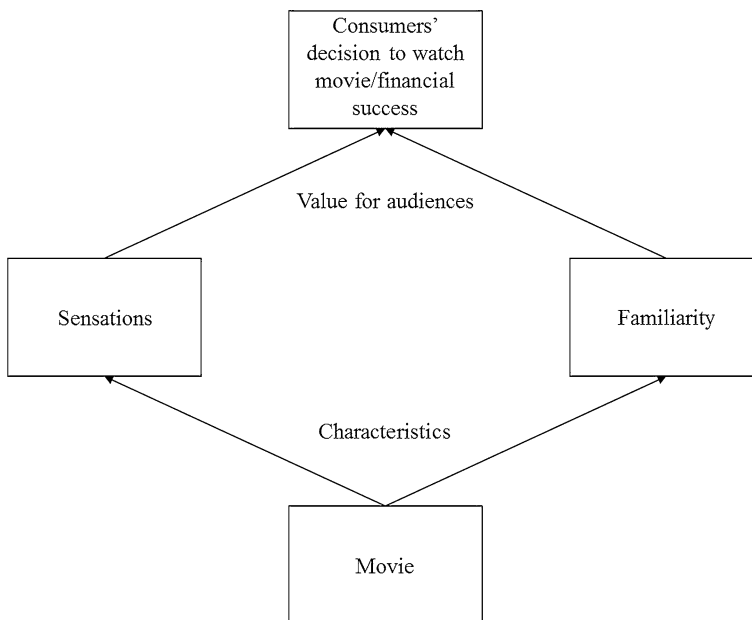 Consumers’
decision to watch
movie/financial
success
Value for audiences
Sensations
Familiarity
Characteristics
Movie